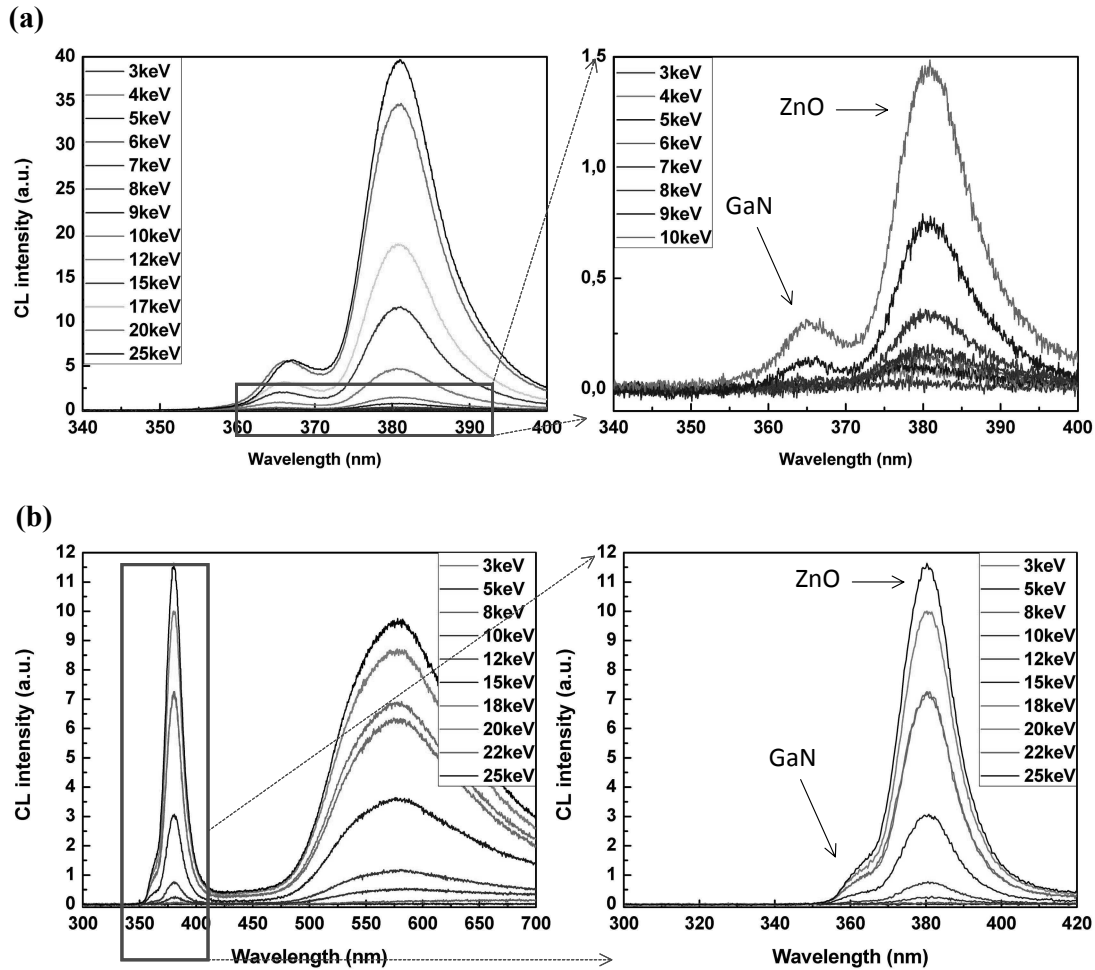 (a)
CL intensity (a.u.)
40
35
30
25
20
15
10
5
0
3keV
4keV
5keV
6keV
7keV
8keV
9keV
10keV
12keV
15keV
17keV
20keV
25keV
340 350 360 370 380 390 400
Wavelength (nm)
CL intensity (a.u.)
1,5
1,0
0,5
0,0
3keV
4keV
5keV
6keV
7keV
8keV
9keV
10keV
ZnO
GaN
340 350 360 370 380 390 400
Wavelength (nm)
(b)
CL intensity (a.u.)
12
11
10
9
8
7
6
5
4
3
2
1
0
3keV
5keV
8keV
10keV
12keV
15keV
18keV
20keV
22keV
25keV
300 350 400 450 500 550 600 650 700
Wavelength (nm)
CL intensity (a.u.)
12
11
10
9
8
7
6
5
4
3
2
1
0
3keV
5keV
8keV
10keV
12keV
15keV
18keV
20keV
22keV
25keV
ZnO
GaN
300 320 340 360 380 400 420
Wavelength (nm)